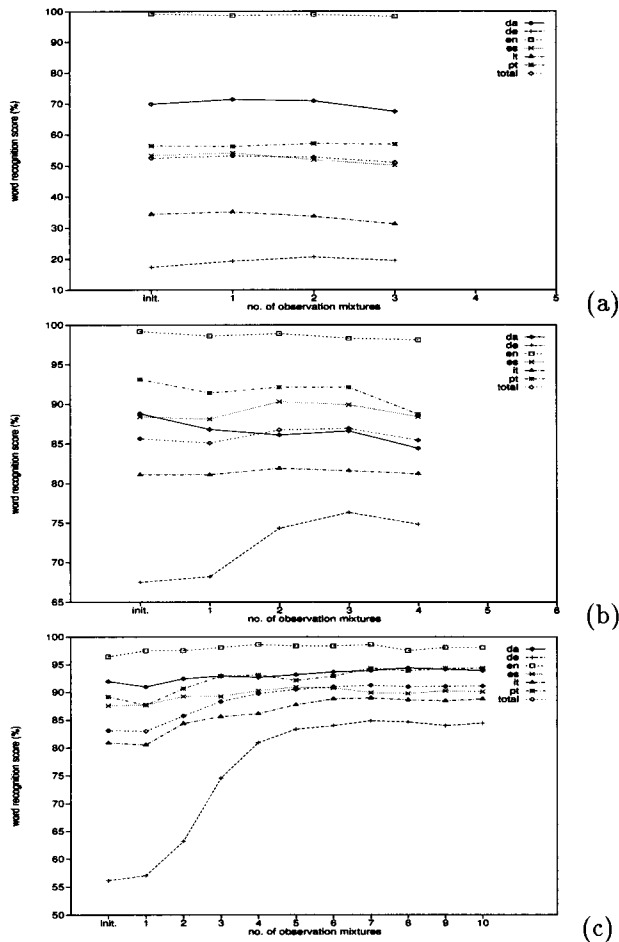 100
90
80
70
60
50
40
30
20
10
word recognition score (%)
da
de
en
es
it
pt
total
init. 1 2 3 4 5
no. of observation mixtures
(a)
100
95
90
85
80
75
70
65
word recognition score (%)
da
de
en
es
it
pt
total
init. 1 2 3 4 5 6
no. of observation mixtures
(b)
100
95
90
85
80
75
70
65
60
55
50
word recognition score (%)
da
de
en
es
it
pt
total
init. 1 2 3 4 5 6 7 8 9 10
no. of observation mixtures
(c)